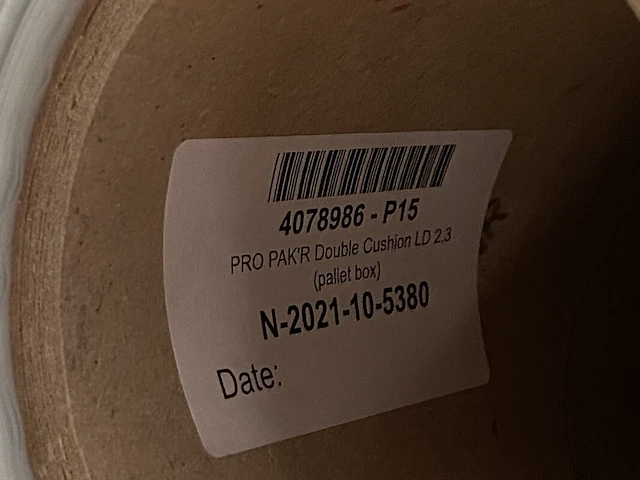 4078986 - P15
PRO PAK'R Double Cushion LD 2.3
(pallet box)
N-2021-10-5380
Date: